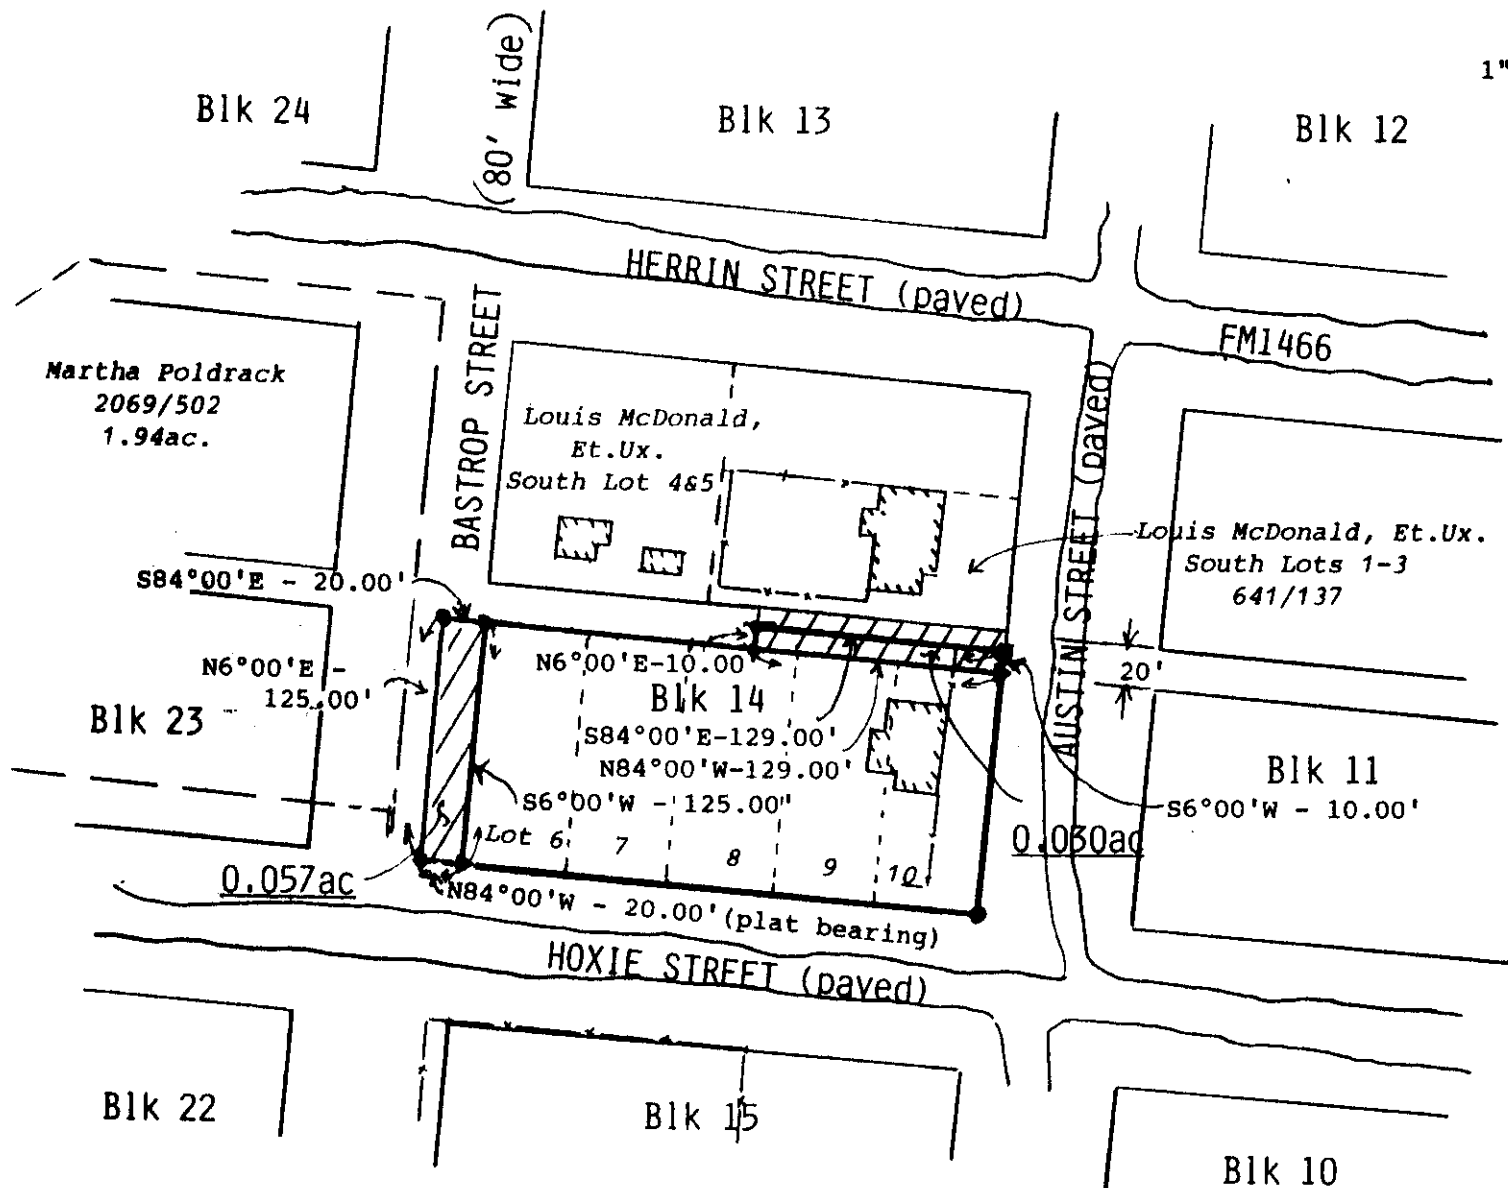 1"
(80' wide)
Blk 24
Blk 13
Blk 12
HERRIN STREET (paved)
FM1466
Martha Poldrack
2069/502
1.94ac.
BASTROP STREET
Louis McDonald,
Et.Ux.
South Lot 4&5
AUSTIN STREET (paved)
Louis McDonald, Et.Ux.
South Lots 1-3
641/137
S84°00'E - 20.00'
N6°00'E -
125.00'
N6°00'E-10.00
20'
Blk 23
Blk 14
S84°00'E-129.00'
N84°00'W-129.00'
S6°00'W - 125.00"
Blk 11
S6°00'W - 10.00'
0.030ac
Lot 6
7
8
9
10
0.057ac
N84°00'W - 20.00'(plat bearing)
HOXIE STREET (paved)
Blk 22
Blk 15
Blk 10